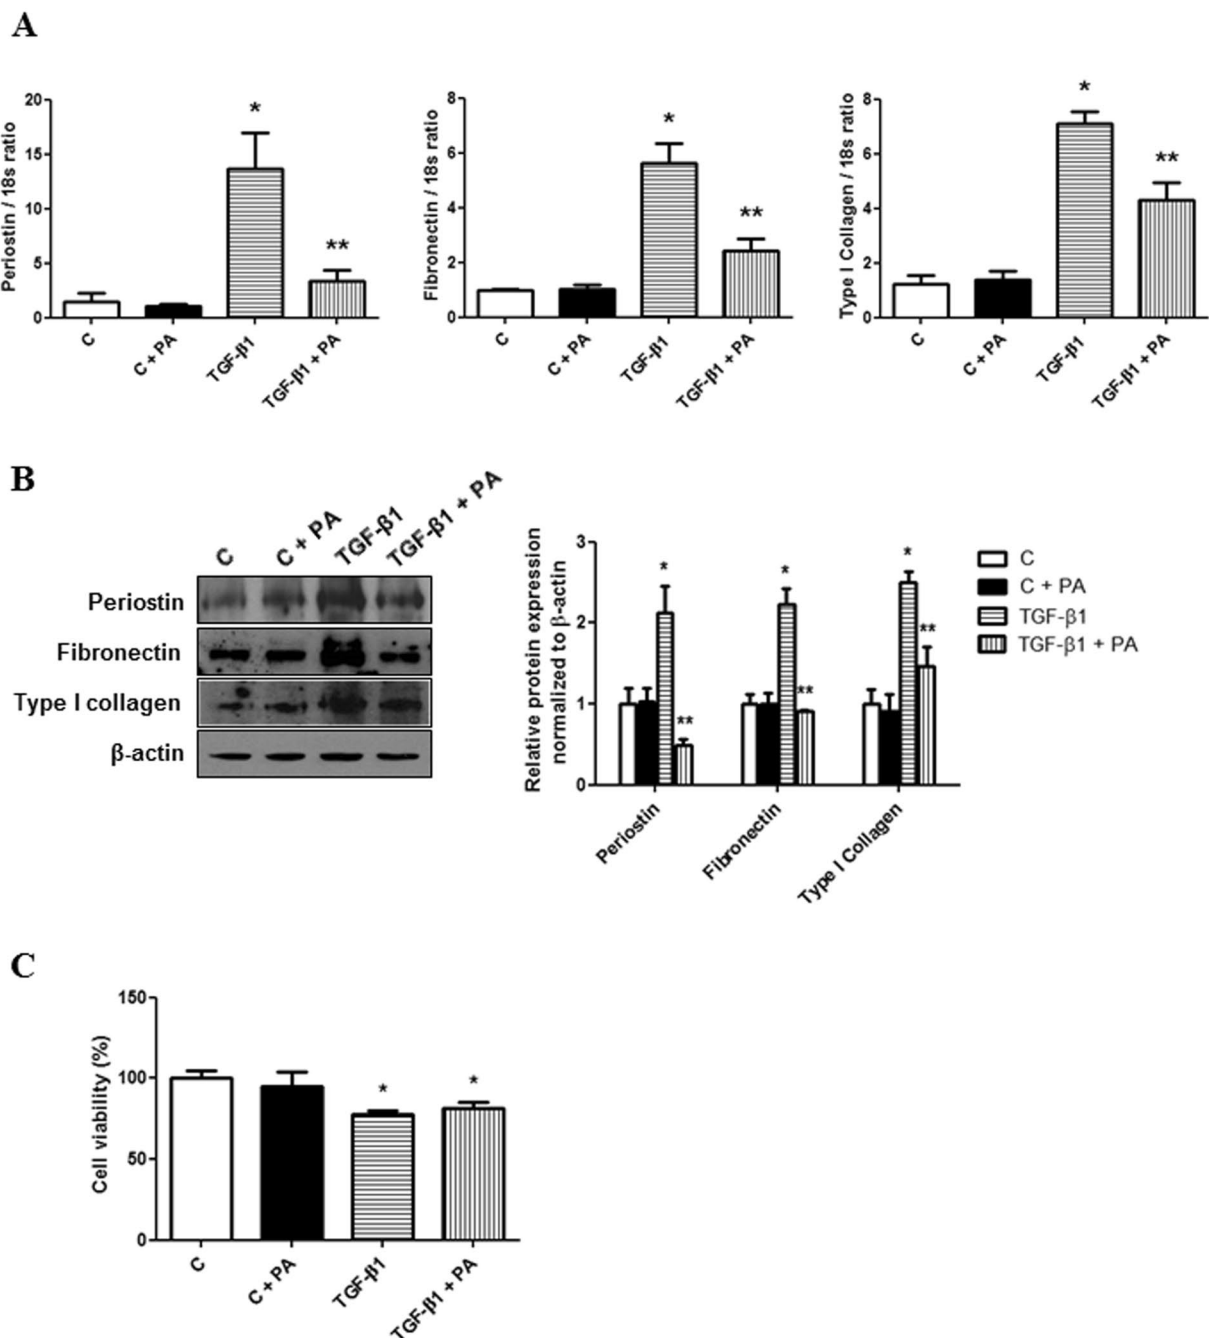 A
Periostin / 18s ratio
20
15
10
5
0
*
**
C
C + PA
TGF-β1
TGF-β1 + PA
Fibronectin / 18s ratio
8
6
4
2
0
*
**
C
C + PA
TGF-β1
TGF-β1 + PA
Type I Collagen / 18s ratio
8
6
4
2
0
*
**
C
C + PA
TGF-β1
TGF-β1 + PA
B
C
C + PA
TGF-β1
TGF-β1 + PA
Periostin
Fibronectin
Type I collagen
β-actin
Relative protein expression
normalized to β-actin
3
2
1
0
*
**
*
**
*
**
Periostin
Fibronectin
Type I Collagen
C
C + PA
TGF-β1
TGF-β1 + PA
C
Cell viability (%)
150
100
50
0
*
*
C
C + PA
TGF-β1
TGF-β1 + PA